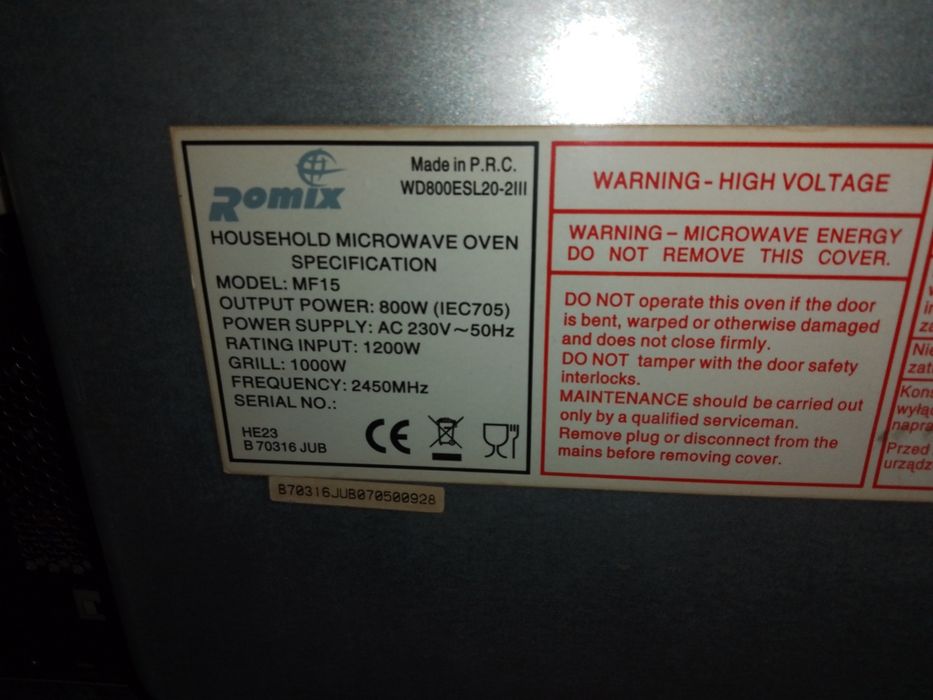 Romix
Made in P.R.C.
WD800ESL20-2III
HOUSEHOLD MICROWAVE OVEN
SPECIFICATION
MODEL: MF15
OUTPUT POWER: 800W (IEC705)
POWER SUPPLY: AC 230V～50Hz
RATING INPUT: 1200W
GRILL: 1000W
FREQUENCY: 2450MHz
SERIAL NO.:
HE23
B 70316 JUB
CE
B70316JUB070500928
WARNING - HIGH VOLTAGE
WARNING – MICROWAVE ENERGY
DO NOT REMOVE THIS COVER.
DO NOT operate this oven if the door
is bent, warped or otherwise damaged
and does not close firmly.
DO NOT tamper with the door safety
interlocks.
MAINTENANCE should be carried out
only by a qualified serviceman.
Remove plug or disconnect from the
mains before removing cover.
Przed